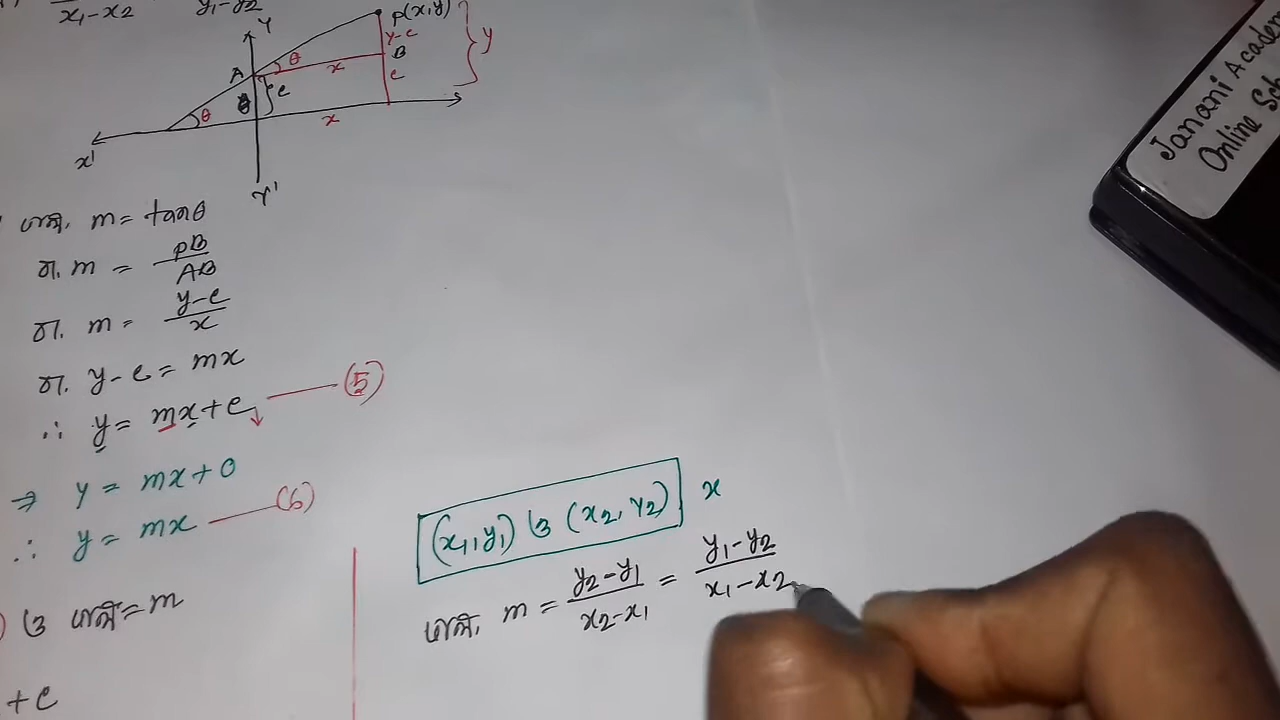 x₁-x₂ y₁-y₂
Y
P(x,y)
y-c
y
θ
B
A
x
c
c
θ
x
x'
Y'
m = tanθ
বা, m = PB/AB
বা, m = y-c/x
বা, y-c = mx
∴ y = mx+c (5)
⇒ y = mx+0
∴ y = mx (6)
(x₁,y₁) ও (x₂,y₂) x
m = y₂-y₁/x₂-x₁ = y₁-y₂/x₁-x₂
) ও = m
+c
Janani Academ
Online Sch